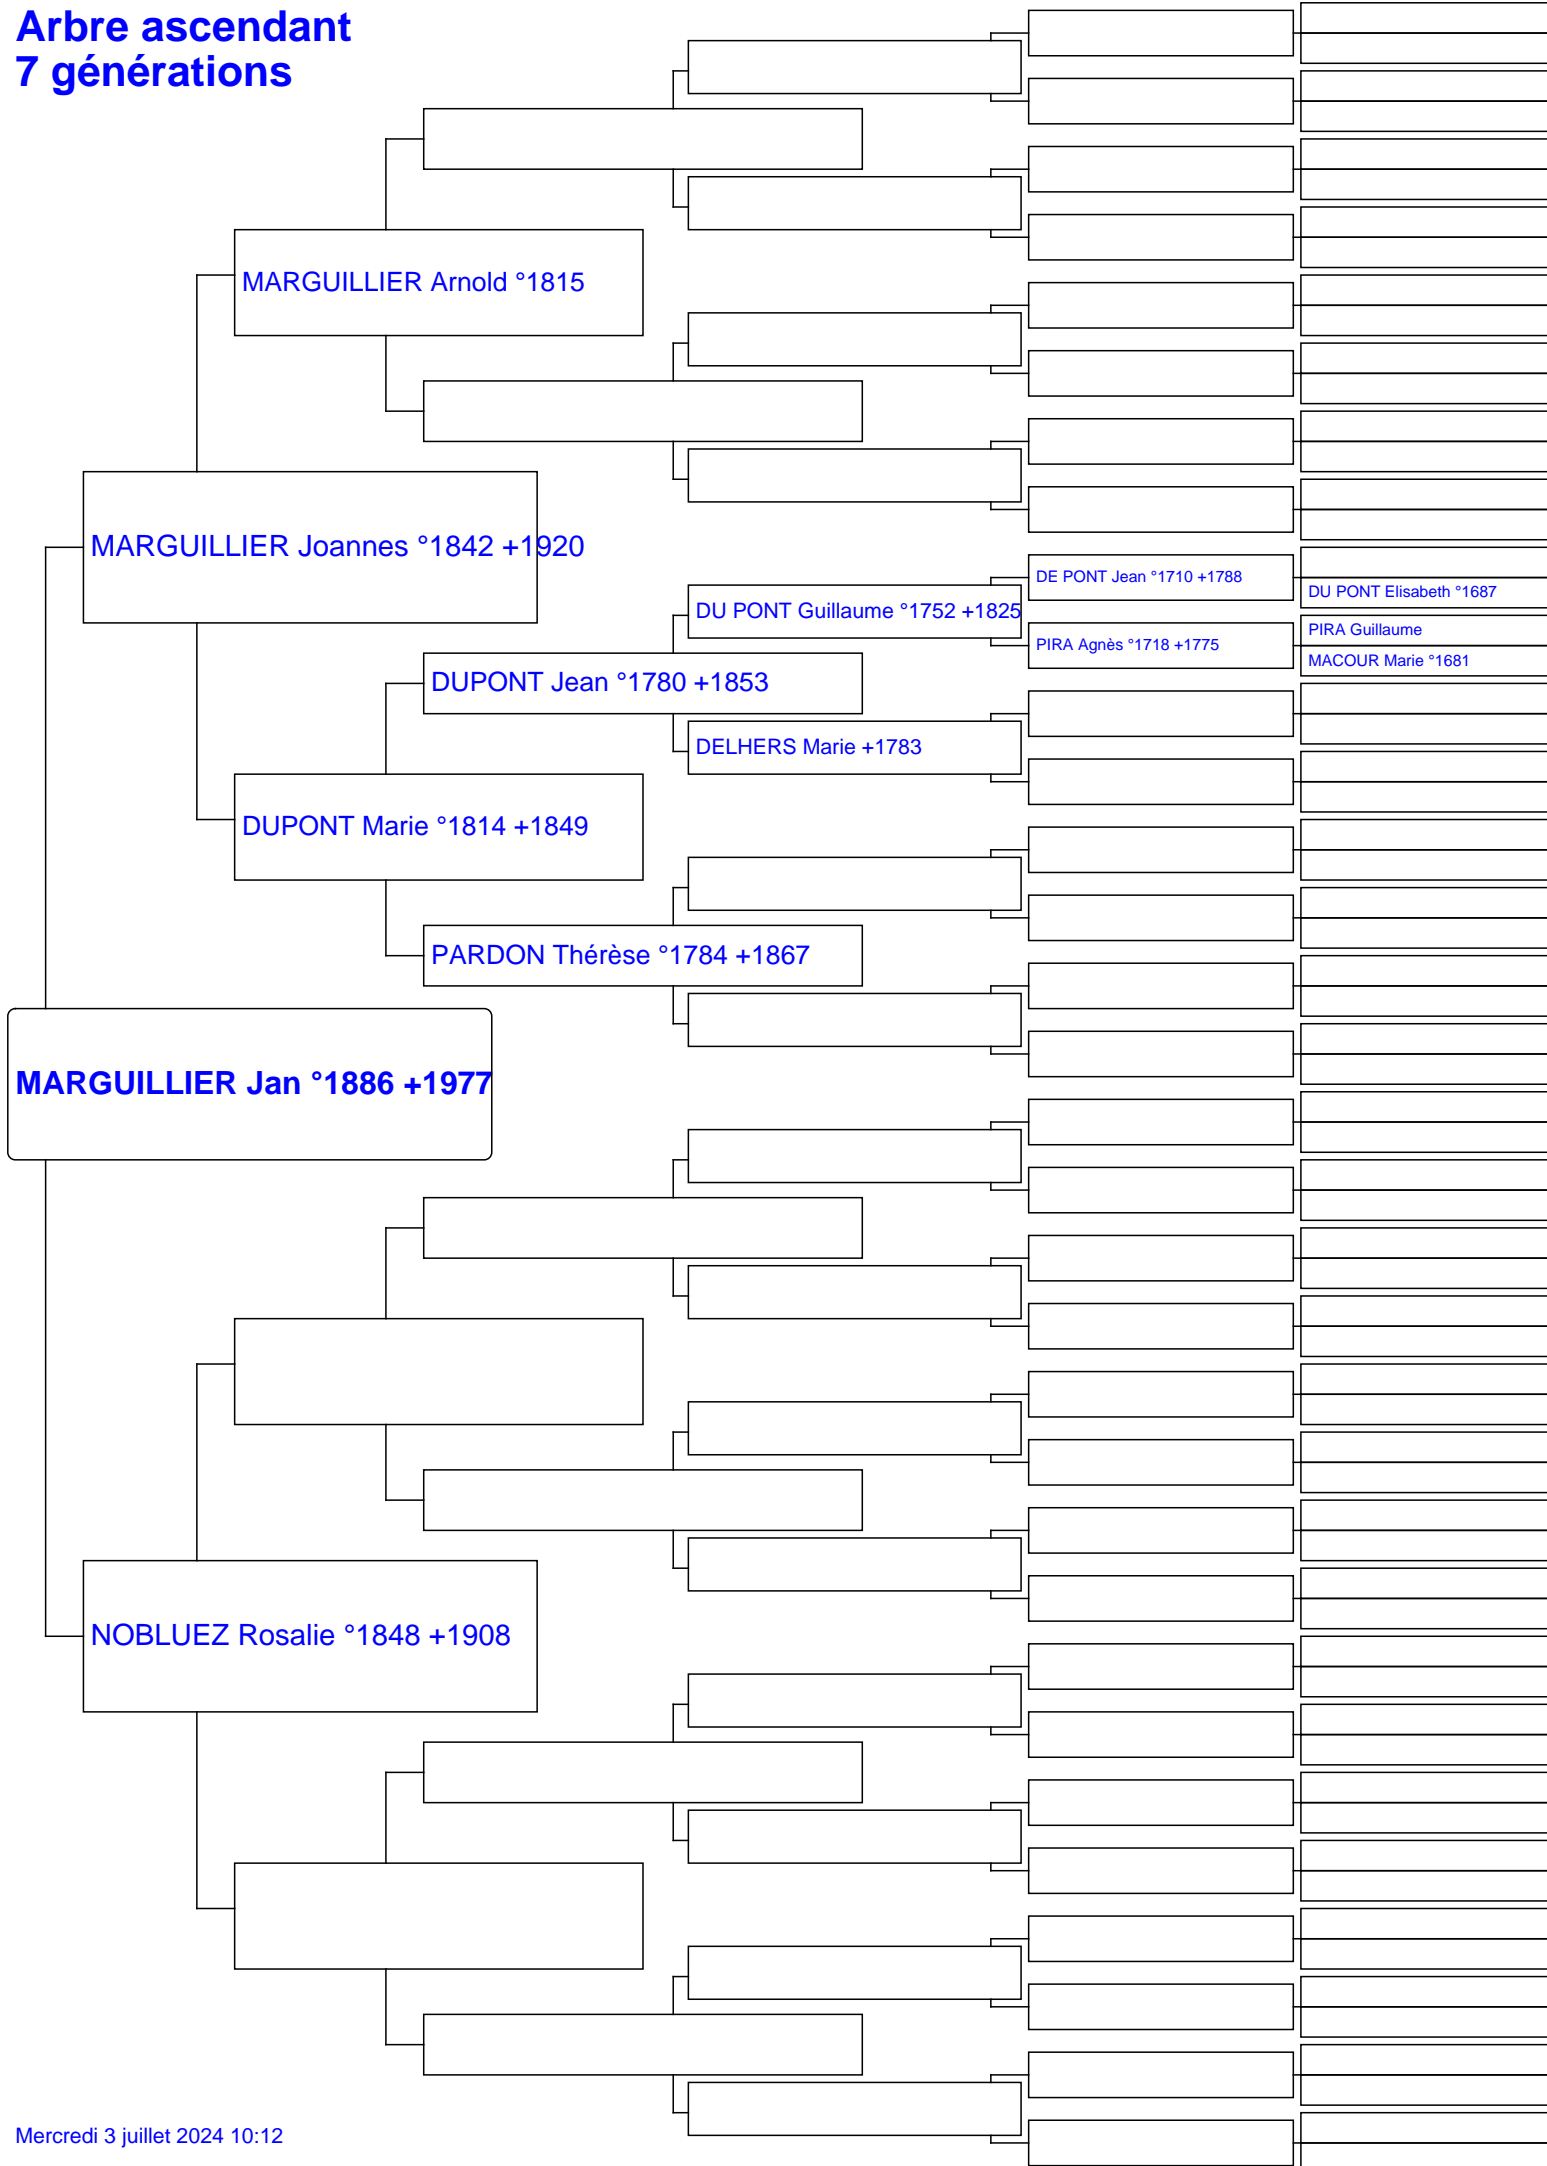 Arbre ascendant
7 générations
MARGUILLIER Arnold °1815
MARGUILLIER Joannes °1842 +1920
DE PONT Jean °1710 +1788
DU PONT Elisabeth °1687
DU PONT Guillaume °1752 +1825
PIRA Guillaume
PIRA Agnès °1718 +1775
MACOUR Marie °1681
DUPONT Jean °1780 +1853
DELHERS Marie +1783
DUPONT Marie °1814 +1849
PARDON Thérèse °1784 +1867
MARGUILLIER Jan °1886 +1977
NOBLUEZ Rosalie °1848 +1908
Mercredi 3 juillet 2024 10:12